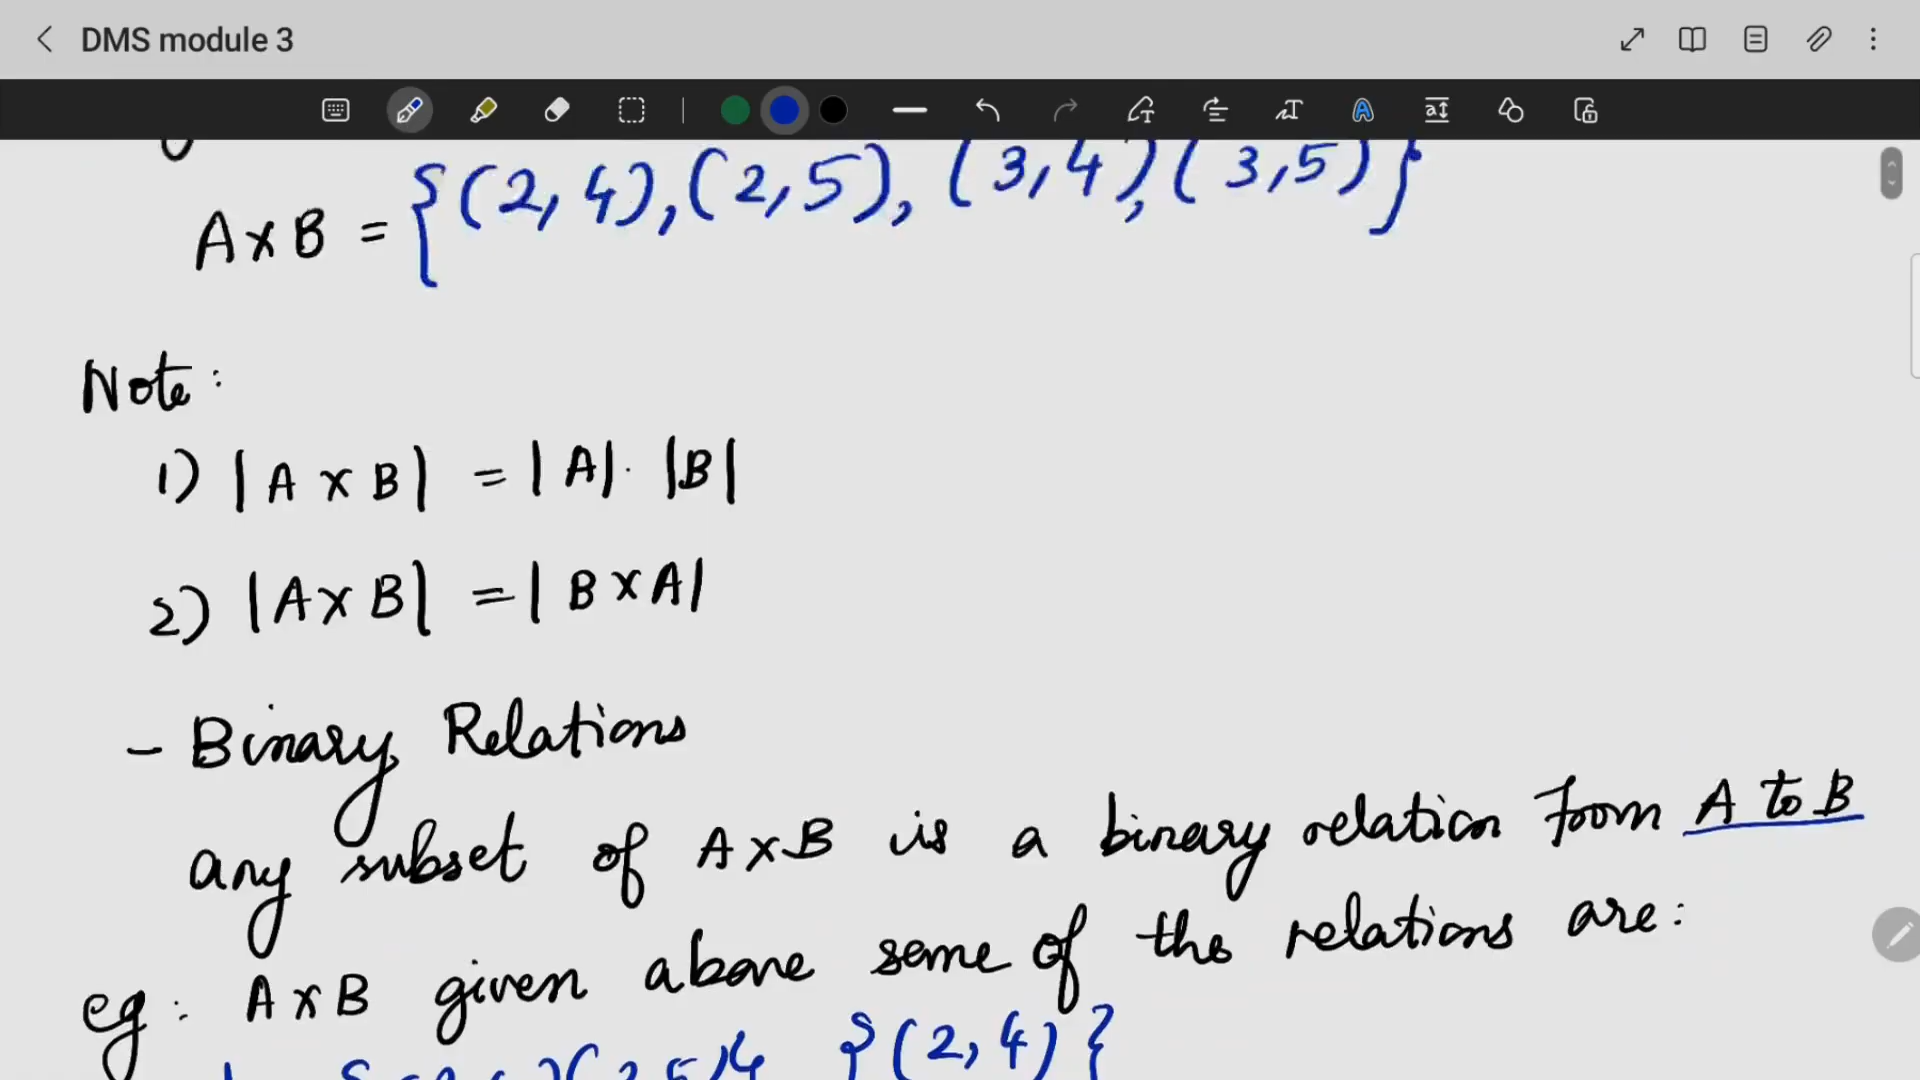 DMS module 3
A x B = {(2,4),(2,5),(3,4),(3,5)}
Note:
1) |A x B| = |A|. |B|
2) |A x B| = |B x A|
- Binary Relations
any subset of A x B is a binary relation from A to B
eg: A x B given above some of the relations are:
{(2,4)}